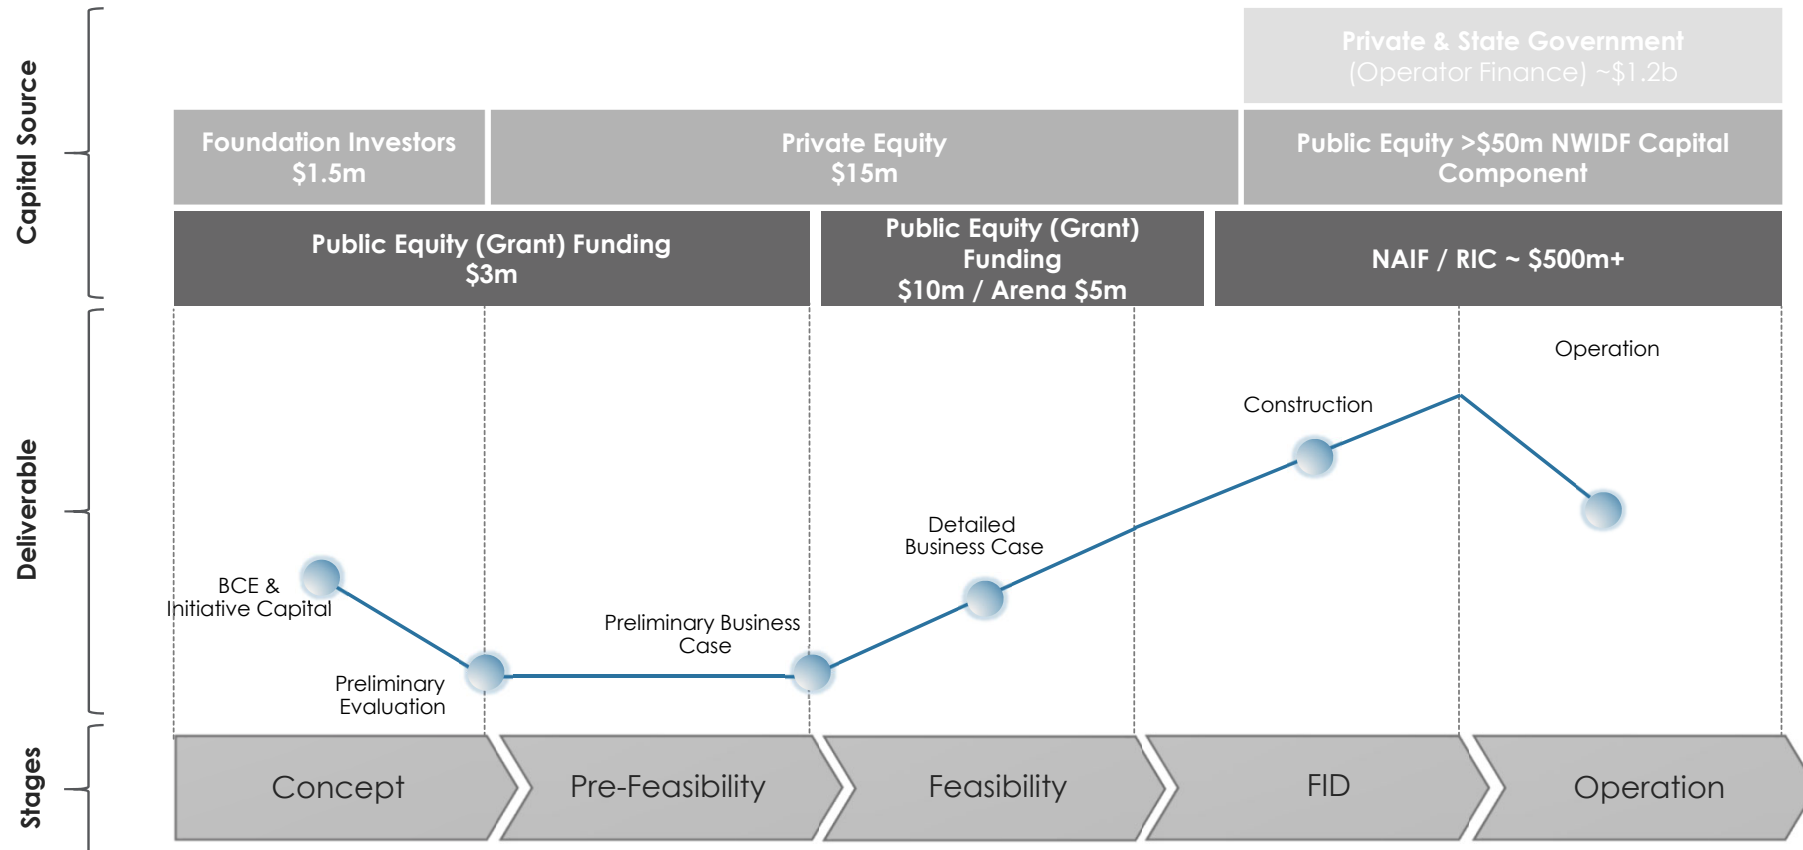 Capital Source
Private & State Government
(Operator Finance) ~$1.2b
Foundation Investors
$1.5m
Private Equity
$15m
Public Equity >$50m NWIDF Capital
Component
Public Equity (Grant) Funding
$3m
Public Equity (Grant)
Funding
$10m / Arena $5m
NAIF / RIC ~ $500m+
Deliverable
BCE &
Initiative Capital
Preliminary
Evaluation
Preliminary Business
Case
Detailed
Business Case
Construction
Operation
Stages
Concept
Pre-Feasibility
Feasibility
FID
Operation